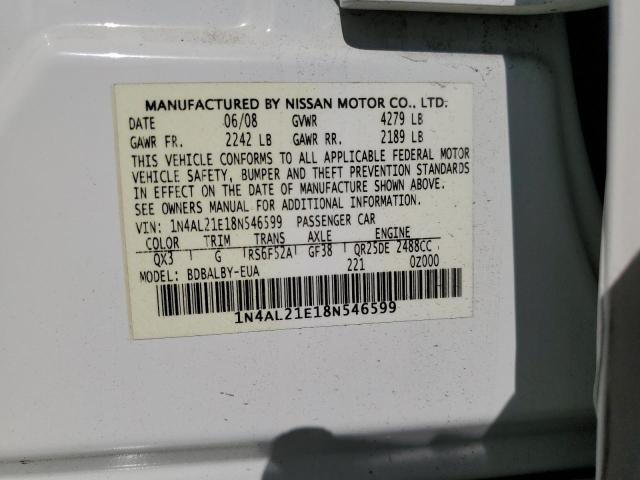 MANUFACTURED BY NISSAN MOTOR CO., LTD.
DATE 06/08 GVWR 4279 LB
GAWR FR. 2242 LB GAWR RR. 2189 LB
THIS VEHICLE CONFORMS TO ALL APPLICABLE FEDERAL MOTOR
VEHICLE SAFETY, BUMPER AND THEFT PREVENTION STANDARDS
IN EFFECT ON THE DATE OF MANUFACTURE SHOWN ABOVE.
SEE OWNERS MANUAL FOR ADDITIONAL INFORMATION.
VIN: 1N4AL21E18N546599 PASSENGER CAR
COLOR TRIM TRANS AXLE ENGINE
QX3 G RS6F52A GF38 QR25DE 2488CC
MODEL: BDBALBY-EUA 221 0Z000
1N4AL21E18N546599